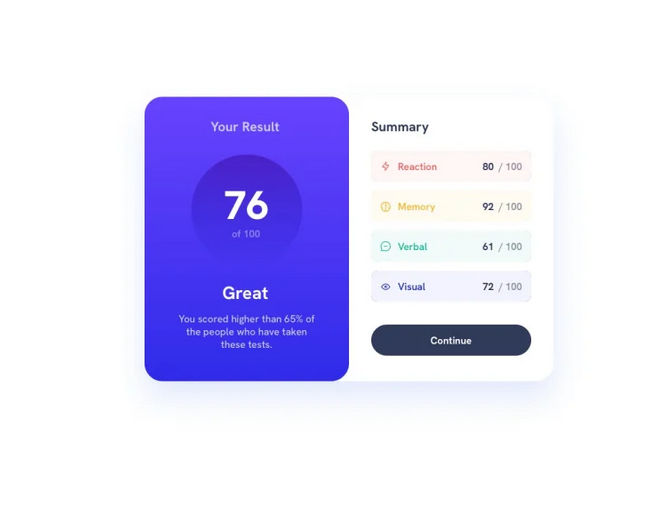 Your Result
76
of 100
Great
You scored higher than 65% of
the people who have taken
these tests.
Summary
Reaction 80 / 100
Memory 92 / 100
Verbal 61 / 100
Visual 72 / 100
Continue